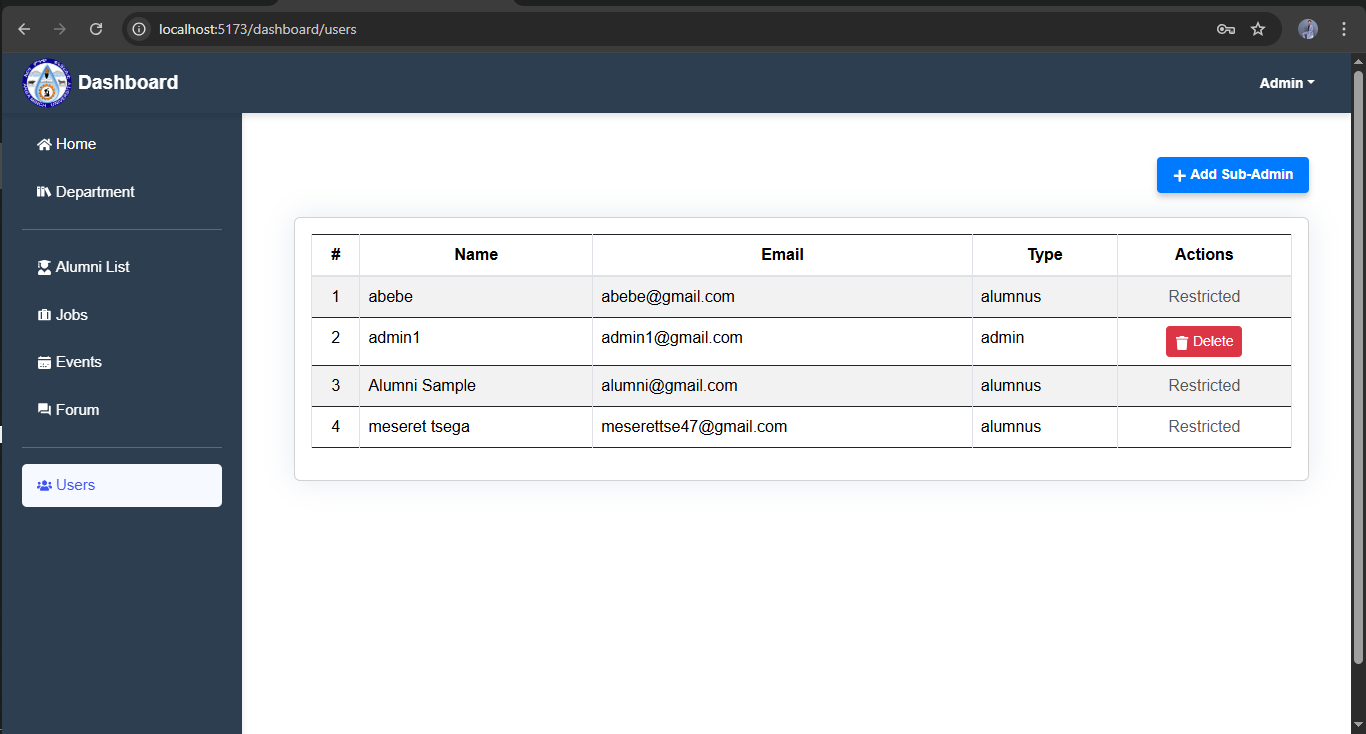 localhost:5173/dashboard/users
Dashboard
Admin
Home
Department
Alumni List
Jobs
Events
Forum
Users
Add Sub-Admin
# Name Email Type Actions
1 abebe abebe@gmail.com alumnus Restricted
2 admin1 admin1@gmail.com admin Delete
3 Alumni Sample alumni@gmail.com alumnus Restricted
4 meseret tsega meserettse47@gmail.com alumnus Restricted